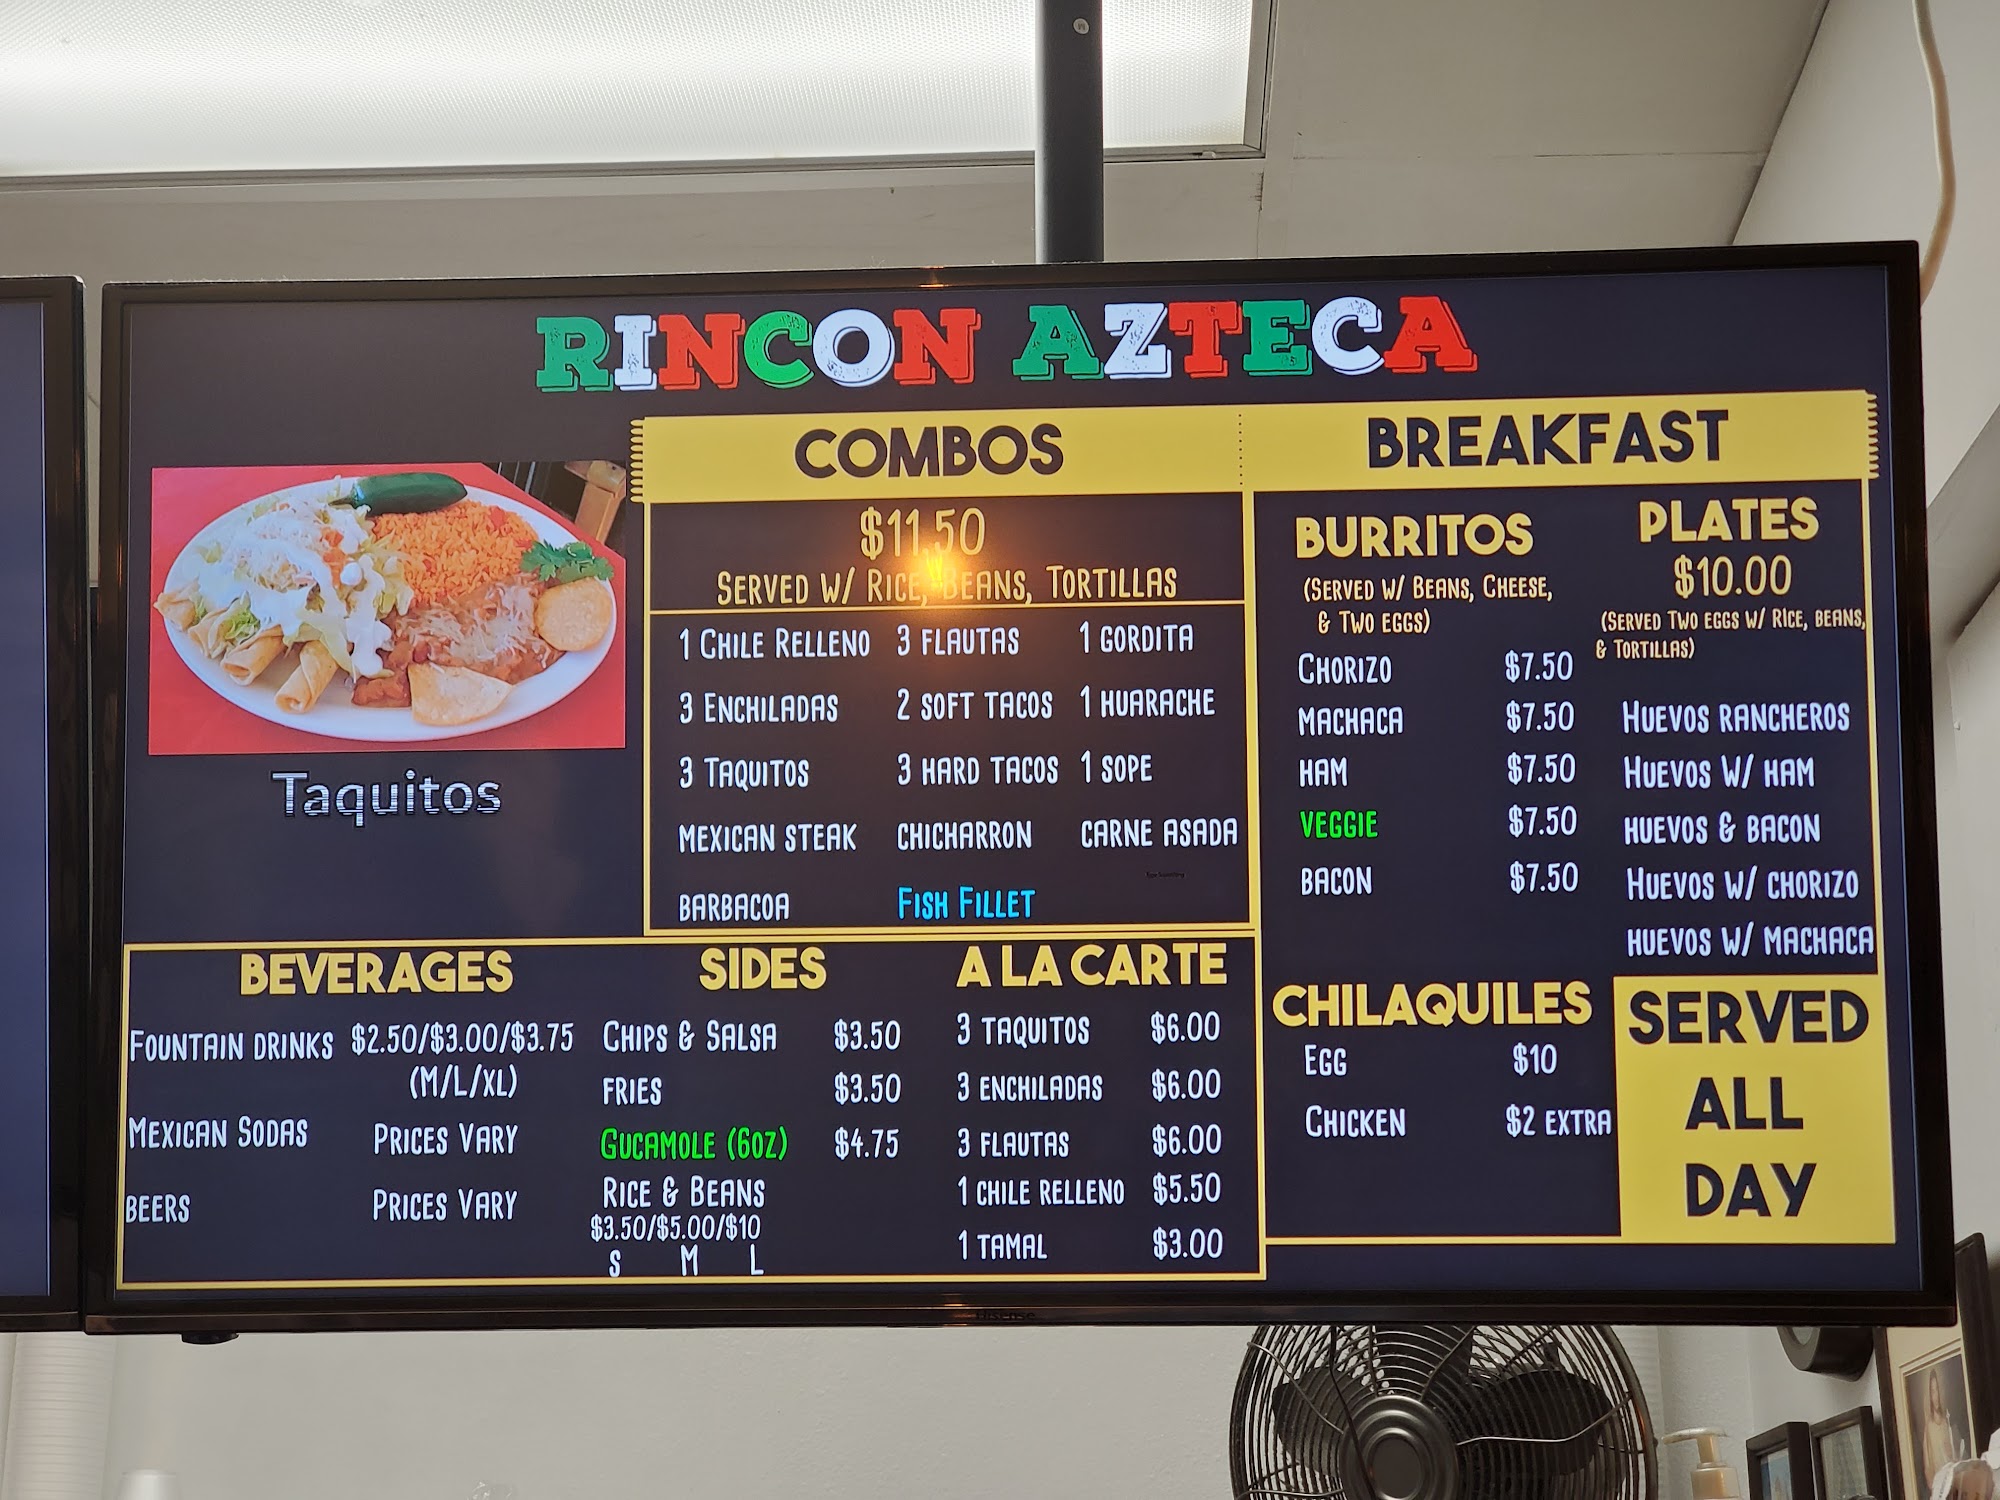 RINCON AZTECA
Taquitos
COMBOS
$11.50
SERVED W/ RICE, BEANS, TORTILLAS
1 CHILE RELLENO 3 FLAUTAS 1 GORDITA
3 ENCHILADAS 2 SOFT TACOS 1 HUARACHE
3 TAQUITOS 3 HARD TACOS 1 SOPE
MEXICAN STEAK CHICHARRON CARNE ASADA
BARBACOA FISH FILLET
BREAKFAST
BURRITOS
(SERVED W/ BEANS, CHEESE,
& TWO EGGS)
CHORIZO $7.50
MACHACA $7.50
HAM $7.50
VEGGIE $7.50
BACON $7.50
PLATES
$10.00
(SERVED TWO EGGS W/ RICE, BEANS,
& TORTILLAS)
HUEVOS RANCHEROS
HUEVOS W/ HAM
HUEVOS & BACON
HUEVOS W/ CHORIZO
HUEVOS W/ MACHACA
BEVERAGES
FOUNTAIN DRINKS $2.50/$3.00/$3.75
(M/L/XL)
MEXICAN SODAS PRICES VARY
BEERS PRICES VARY
SIDES
CHIPS & SALSA $3.50
FRIES $3.50
GUCAMOLE (6OZ) $4.75
RICE & BEANS
$3.50/$5.00/$10
S M L
A LA CARTE
3 TAQUITOS $6.00
3 ENCHILADAS $6.00
3 FLAUTAS $6.00
1 CHILE RELLENO $5.50
1 TAMAL $3.00
CHILAQUILES
EGG $10
CHICKEN $2 EXTRA
SERVED
ALL
DAY
Hisense